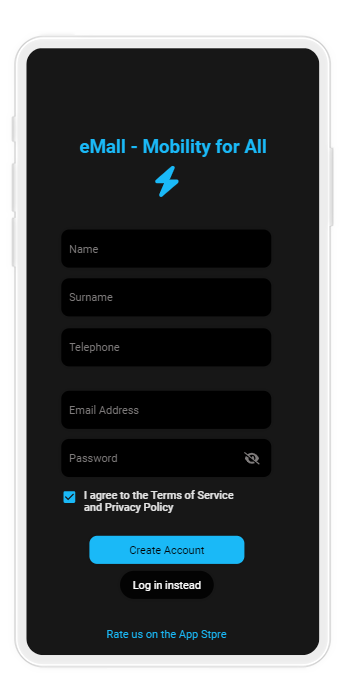 eMall - Mobility for All
Name
Surname
Telephone
Email Address
Password
I agree to the Terms of Service
and Privacy Policy
Create Account
Log in instead
Rate us on the App Stpre